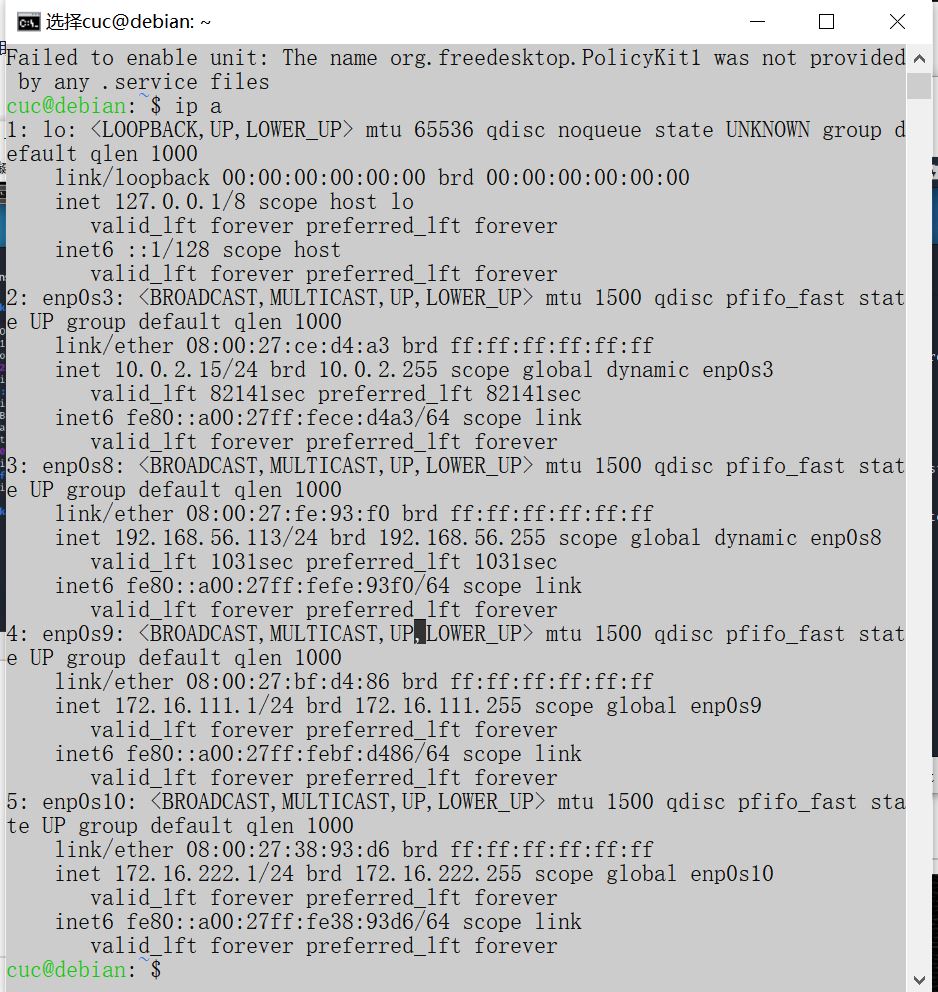 选择cuc@debian: ~
Failed to enable unit: The name org.freedesktop.PolicyKit1 was not provided
 by any .service files
cuc@debian:~$ ip a
1: lo: <LOOPBACK,UP,LOWER_UP> mtu 65536 qdisc noqueue state UNKNOWN group d
efault qlen 1000
    link/loopback 00:00:00:00:00:00 brd 00:00:00:00:00:00
    inet 127.0.0.1/8 scope host lo
       valid_lft forever preferred_lft forever
    inet6 ::1/128 scope host
       valid_lft forever preferred_lft forever
2: enp0s3: <BROADCAST,MULTICAST,UP,LOWER_UP> mtu 1500 qdisc pfifo_fast stat
e UP group default qlen 1000
    link/ether 08:00:27:ce:d4:a3 brd ff:ff:ff:ff:ff:ff
    inet 10.0.2.15/24 brd 10.0.2.255 scope global dynamic enp0s3
       valid_lft 82141sec preferred_lft 82141sec
    inet6 fe80::a00:27ff:fece:d4a3/64 scope link
       valid_lft forever preferred_lft forever
3: enp0s8: <BROADCAST,MULTICAST,UP,LOWER_UP> mtu 1500 qdisc pfifo_fast stat
e UP group default qlen 1000
    link/ether 08:00:27:fe:93:f0 brd ff:ff:ff:ff:ff:ff
    inet 192.168.56.113/24 brd 192.168.56.255 scope global dynamic enp0s8
       valid_lft 1031sec preferred_lft 1031sec
    inet6 fe80::a00:27ff:fefe:93f0/64 scope link
       valid_lft forever preferred_lft forever
4: enp0s9: <BROADCAST,MULTICAST,UP,LOWER_UP> mtu 1500 qdisc pfifo_fast stat
e UP group default qlen 1000
    link/ether 08:00:27:bf:d4:86 brd ff:ff:ff:ff:ff:ff
    inet 172.16.111.1/24 brd 172.16.111.255 scope global enp0s9
       valid_lft forever preferred_lft forever
    inet6 fe80::a00:27ff:febf:d486/64 scope link
       valid_lft forever preferred_lft forever
5: enp0s10: <BROADCAST,MULTICAST,UP,LOWER_UP> mtu 1500 qdisc pfifo_fast sta
te UP group default qlen 1000
    link/ether 08:00:27:38:93:d6 brd ff:ff:ff:ff:ff:ff
    inet 172.16.222.1/24 brd 172.16.222.255 scope global enp0s10
       valid_lft forever preferred_lft forever
    inet6 fe80::a00:27ff:fe38:93d6/64 scope link
       valid_lft forever preferred_lft forever
cuc@debian:~$